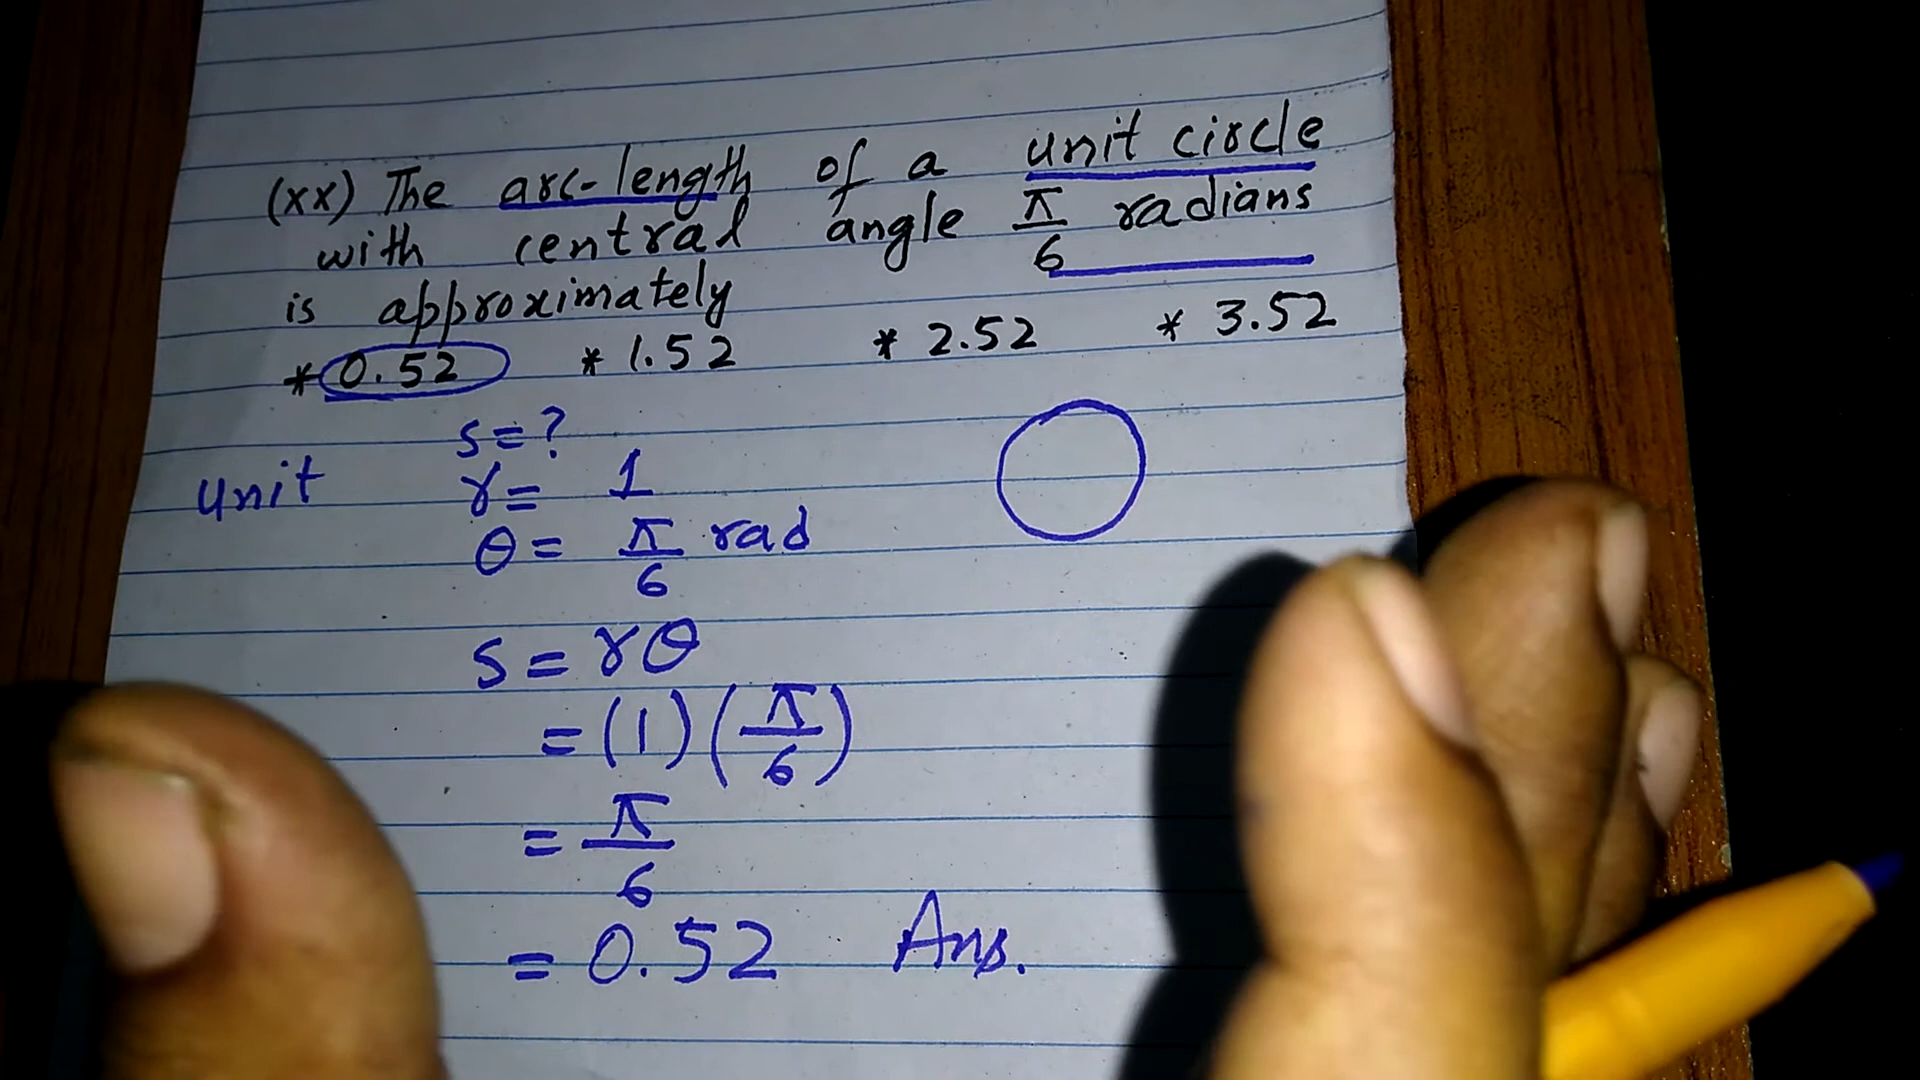 (xx) The arc-length of a unit circle
with central angle π/6 radians
is approximately
* 0.52 * 1.52 * 2.52 * 3.52
s = ?
unit r = 1
θ = π/6 rad
s = rθ
= (1)(π/6)
= π/6
= 0.52 Ans.